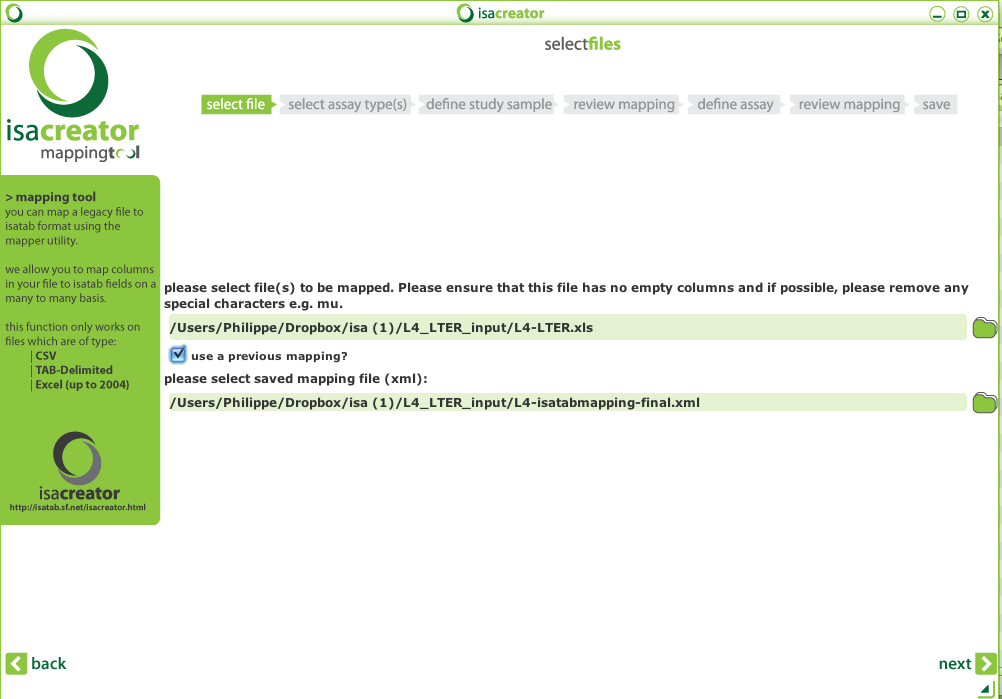 isacreator
selectfiles
isacreator
mappingtool
select file
select assay type(s)
define study sample
review mapping
define assay
review mapping
save
> mapping tool
you can map a legacy file to
isatab format using the
mapper utility.
we allow you to map columns
in your file to isatab fields on a
many to many basis.
this function only works on
files which are of type:
| CSV
| TAB-Delimited
| Excel (up to 2004)
isacreator
http://isatab.sf.net/isacreator.html
please select file(s) to be mapped. Please ensure that this file has no empty columns and if possible, please remove any
special characters e.g. mu.
/Users/Philippe/Dropbox/isa (1)/L4_LTER_input/L4-LTER.xls
use a previous mapping?
please select saved mapping file (xml):
/Users/Philippe/Dropbox/isa (1)/L4_LTER_input/L4-isatabmapping-final.xml
back
next